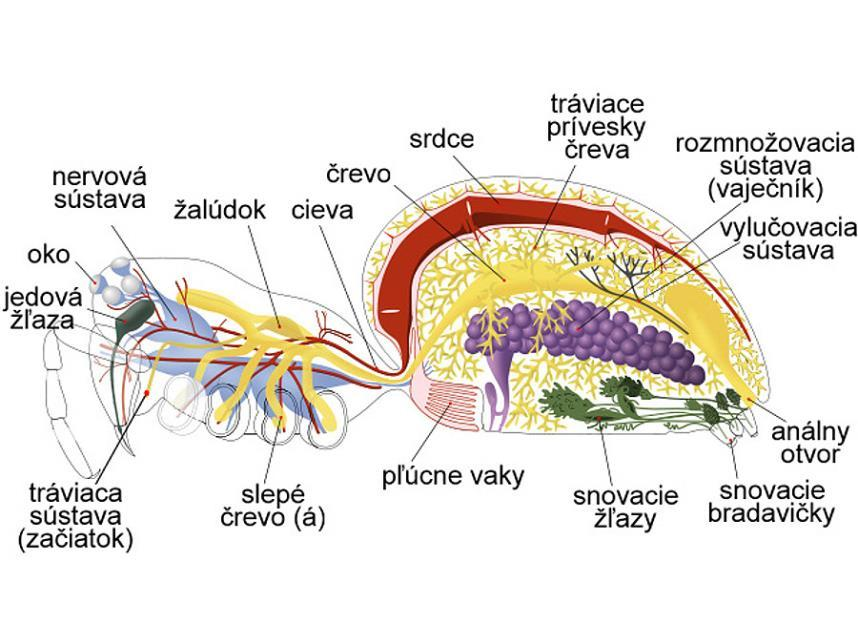 tráviace
prívesky
čreva
srdce
rozmnožovacia
sústava
(vaječník)
črevo
nervová
sústava
žalúdok
cieva
vylučovacia
sústava
oko
jedová
žľaza
análny
otvor
pľúcne vaky
tráviaca
sústava
(začiatok)
slepé
črevo (á)
snovacie
žľazy
snovacie
bradavičky